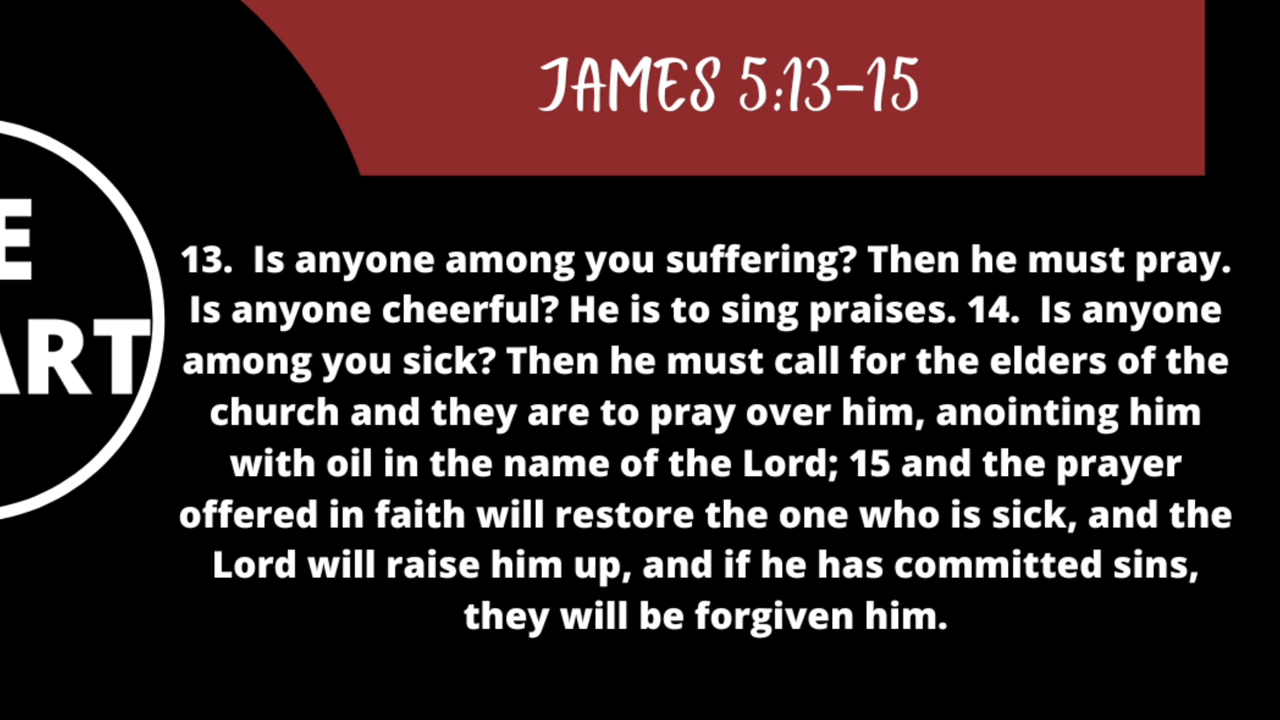 JAMES 5:13-15
E
ART
13.  Is anyone among you suffering? Then he must pray.
Is anyone cheerful? He is to sing praises. 14.  Is anyone
among you sick? Then he must call for the elders of the
church and they are to pray over him, anointing him
with oil in the name of the Lord; 15 and the prayer
offered in faith will restore the one who is sick, and the
Lord will raise him up, and if he has committed sins,
they will be forgiven him.